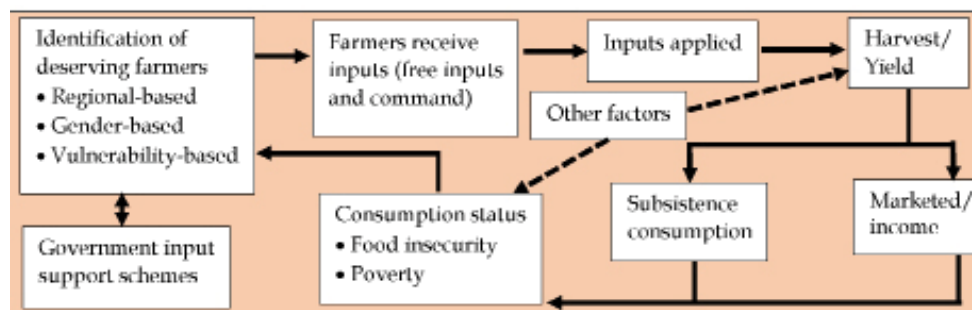 Identification of
deserving farmers
• Regional-based
• Gender-based
• Vulnerability-based
Farmers receive
inputs (free inputs
and command)
Inputs applied
Harvest/
Yield
Other factors
Government input
support schemes
Consumption status
• Food insecurity
• Poverty
Subsistence
consumption
Marketed/
income